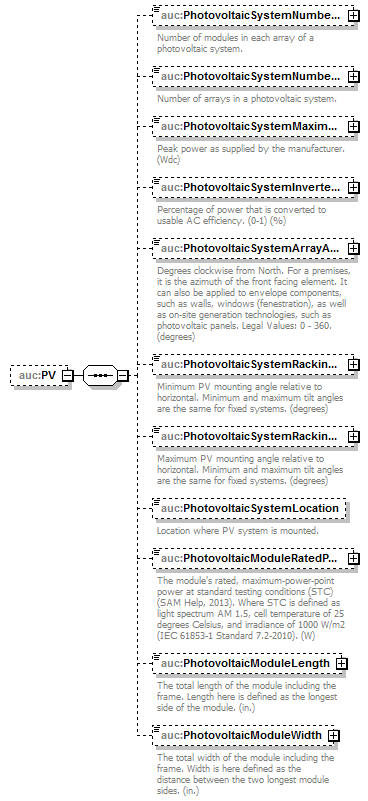 auc:PhotovoltaicSystemNumbe...
Number of modules in each array of a
photovoltaic system.
auc:PhotovoltaicSystemNumbe...
Number of arrays in a photovoltaic system.
auc:PhotovoltaicSystemMaxim...
Peak power as supplied by the manufacturer.
(Wdc)
auc:PhotovoltaicSystemInverte...
Percentage of power that is converted to
usable AC efficiency. (0-1) (%)
auc:PhotovoltaicSystemArrayA...
Degrees clockwise from North. For a premises,
it is the azimuth of the front facing element. It
can also be applied to envelope components,
such as walls, windows (fenestration), as well
as on-site generation technologies, such as
photovoltaic panels. Legal Values: 0 - 360.
(degrees)
auc:PhotovoltaicSystemRackin...
Minimum PV mounting angle relative to
horizontal. Minimum and maximum tilt angles
are the same for fixed systems. (degrees)
auc:PV
auc:PhotovoltaicSystemRackin...
Maximum PV mounting angle relative to
horizontal. Minimum and maximum tilt angles
are the same for fixed systems. (degrees)
auc:PhotovoltaicSystemLocation
Location where PV system is mounted.
auc:PhotovoltaicModuleRatedP...
The module's rated, maximum-power-point
power at standard testing conditions (STC)
(SAM Help, 2013). Where STC is defined as
light spectrum AM 1.5, cell temperature of 25
degrees Celsius, and irradiance of 1000 W/m2
(IEC 61853-1 Standard 7.2-2010). (W)
auc:PhotovoltaicModuleLength
The total length of the module including the
frame. Length here is defined as the longest
side of the module. (in.)
auc:PhotovoltaicModuleWidth
The total width of the module including the
frame. Width is here defined as the
distance between the two longest module
sides. (in.)